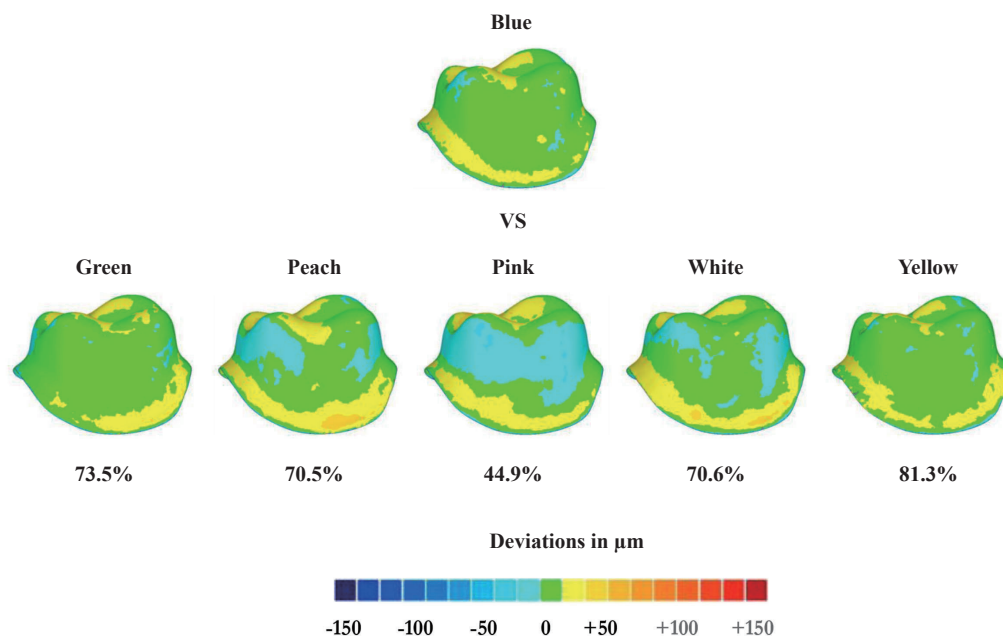 Blue
VS
Green Peach Pink White Yellow
73.5% 70.5% 44.9% 70.6% 81.3%
Deviations in µm
-150 -100 -50 0 +50 +100 +150